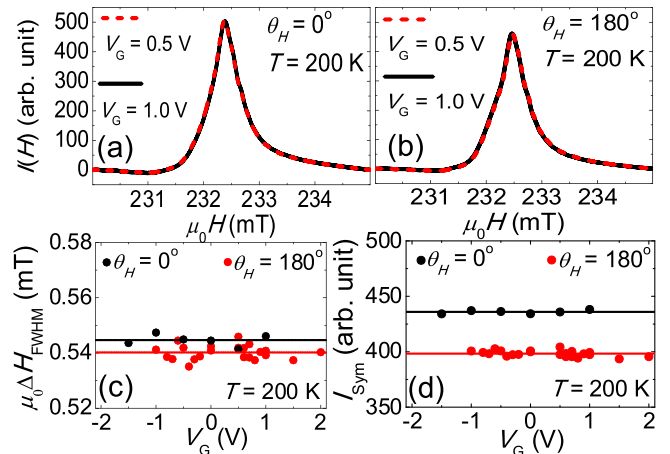 500
400
300
200
100
0
I(H) (arb. unit)
V_G = 0.5 V
V_G = 1.0 V
θ_H = 0°
T = 200 K
(a)
231 232 233 234
μ₀H (mT)
V_G = 0.5 V
V_G = 1.0 V
θ_H = 180°
T = 200 K
(b)
231 232 233 234
μ₀H (mT)
0.58
0.56
0.54
0.52
μ₀ΔH_FWHM (mT)
θ_H = 0° θ_H = 180°
(c) T = 200 K
-2 -1 0 1 2
V_G (V)
500
450
400
350
I_Sym (arb. unit)
θ_H = 0° θ_H = 180°
(d) T = 200 K
-2 -1 0 1 2
V_G (V)